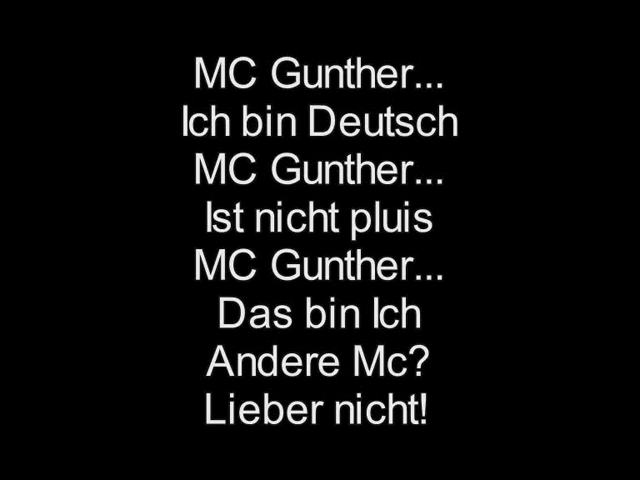 MC Gunther...
Ich bin Deutsch
MC Gunther...
Ist nicht pluis
MC Gunther...
Das bin Ich
Andere Mc?
Lieber nicht!